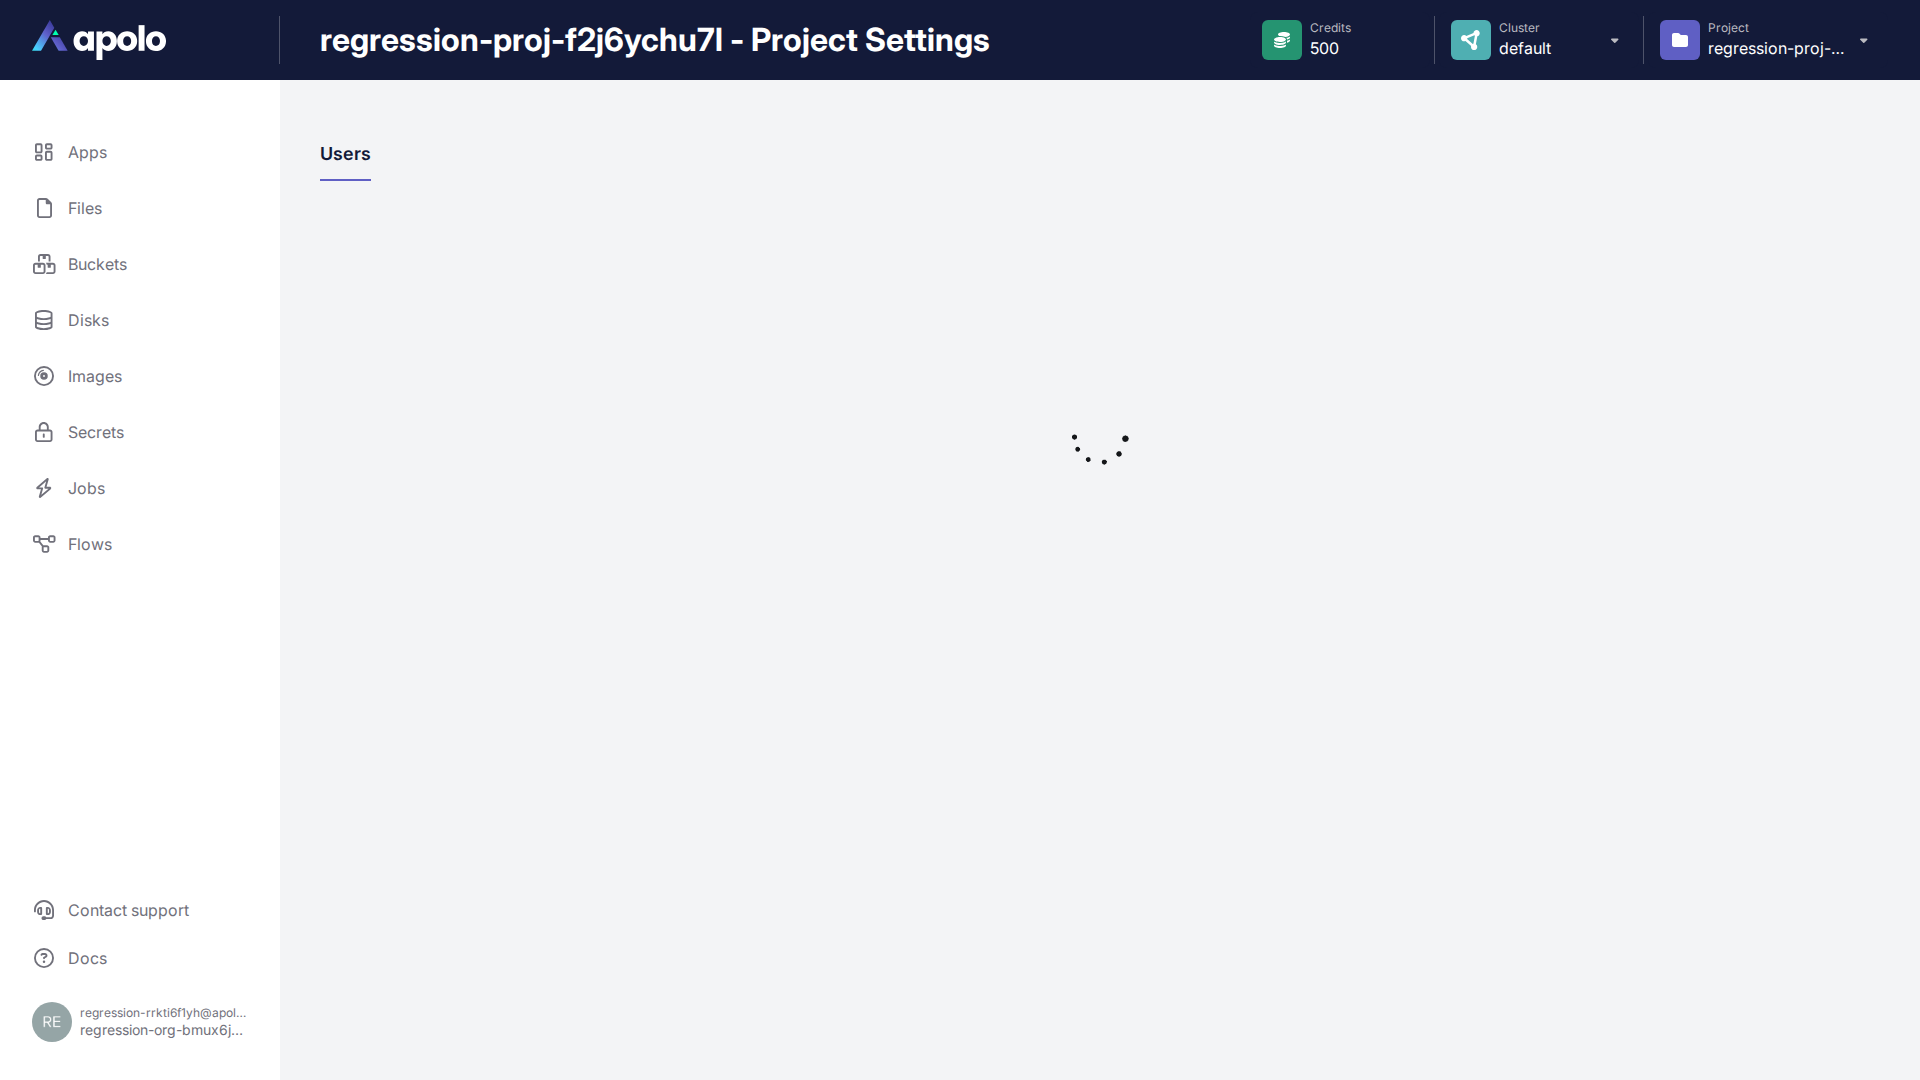 apolo
regression-proj-f2j6ychu7l - Project Settings
Credits
500
Cluster
default
Project
regression-proj-...
Apps
Files
Buckets
Disks
Images
Secrets
Jobs
Flows
Users
Contact support
Docs
RE
regression-rrkti6f1yh@apol...
regression-org-bmux6j...